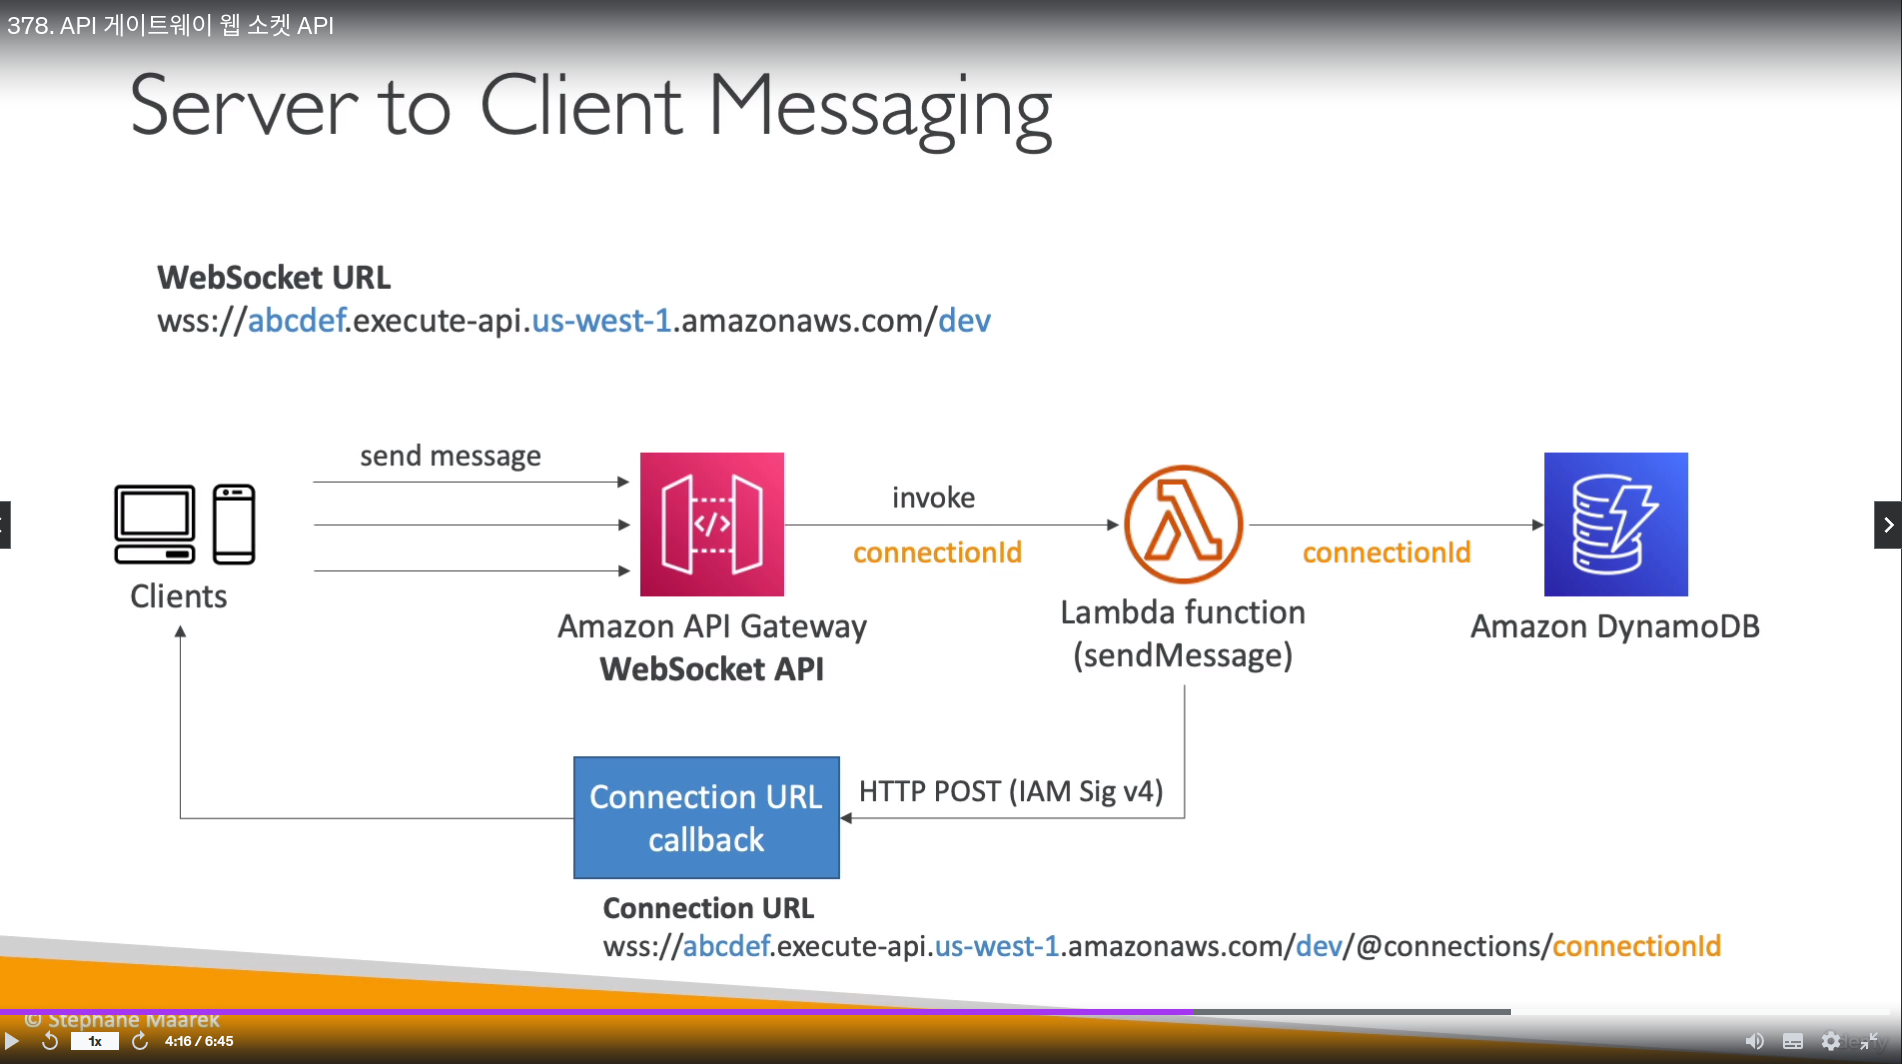 378. API 게이트웨이 웹 소켓 API
Server to Client Messaging
WebSocket URL
wss://abcdef.execute-api.us-west-1.amazonaws.com/dev
send message
invoke
connectionId
connectionId
Clients
Amazon API Gateway
WebSocket API
Lambda function
(sendMessage)
Amazon DynamoDB
</>
Connection URL
callback
HTTP POST (IAM Sig v4)
Connection URL
wss://abcdef.execute-api.us-west-1.amazonaws.com/dev/@connections/connectionId
© Stephane Maarek
1x
4:16 / 6:45